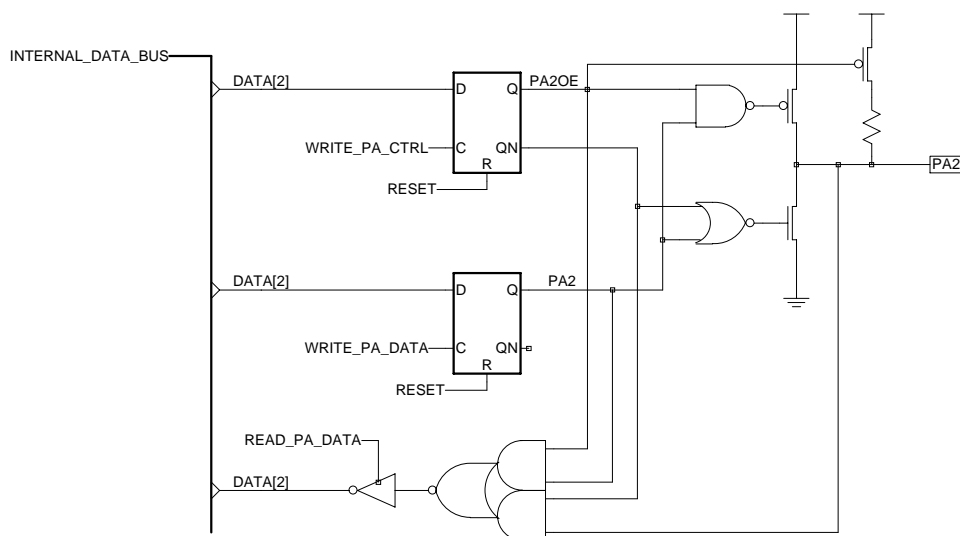 INTERNAL_DATA_BUS
DATA[2]
D
Q
PA2OE
WRITE_PA_CTRL
C
QN
R
RESET
PA2
DATA[2]
D
Q
PA2
WRITE_PA_DATA
C
QN
R
RESET
READ_PA_DATA
DATA[2]